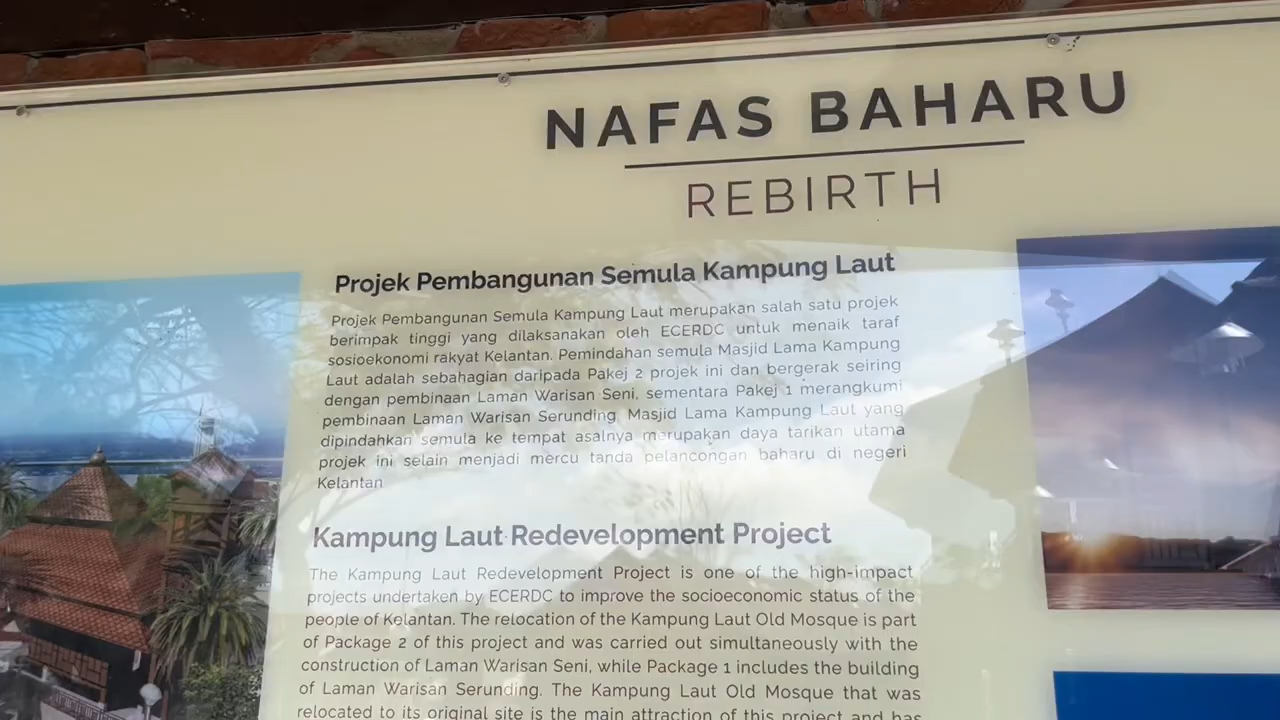 NAFAS BAHARU
REBIRTH
Projek Pembangunan Semula Kampung Laut
Projek Pembangunan Semula Kampung Laut merupakan salah satu projek
berimpak tinggi yang dilaksanakan oleh ECERDC untuk menaik taraf
sosioekonomi rakyat Kelantan. Pemindahan semula Masjid Lama Kampung
Laut adalah sebahagian daripada Pakej 2 projek ini dan bergerak seiring
dengan pembinaan Laman Warisan Seni, sementara Pakej 1 merangkumi
pembinaan Laman Warisan Serunding. Masjid Lama Kampung Laut yang
dipindahkan semula ke tempat asalnya merupakan daya tarikan utama
projek ini selain menjadi mercu tanda pelancongan baharu di negeri
Kelantan
Kampung Laut Redevelopment Project
The Kampung Laut Redevelopment Project is one of the high-impact
projects undertaken by ECERDC to improve the socioeconomic status of the
people of Kelantan. The relocation of the Kampung Laut Old Mosque is part
of Package 2 of this project and was carried out simultaneously with the
construction of Laman Warisan Seni, while Package 1 includes the building
of Laman Warisan Serunding. The Kampung Laut Old Mosque that was
relocated to its original site is the main attraction of this project and has